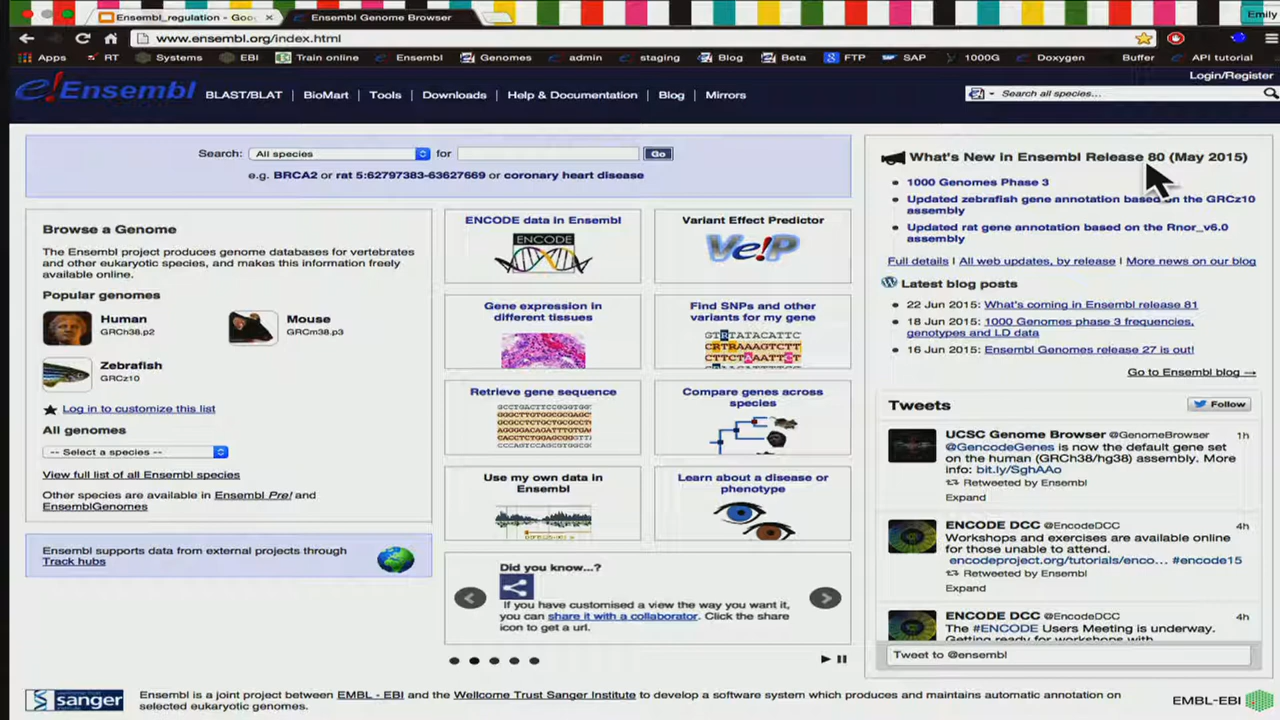 Ensembl_regulation - Goo
Ensembl Genome Browser
Emily
www.ensembl.org/index.html
Apps RT Systems EBI Train online Ensembl Genomes admin staging Blog Beta FTP SAP 1000G Doxygen Buffer API tutorial
Login/Register
e!Ensembl
BLAST/BLAT | BioMart | Tools | Downloads | Help & Documentation | Blog | Mirrors
Search all species...
Search: All species for Go
e.g. BRCA2 or rat 5:62797383-63627669 or coronary heart disease
Browse a Genome
The Ensembl project produces genome databases for vertebrates
and other eukaryotic species, and makes this information freely
available online.
Popular genomes
Human
GRCh38.p2
Mouse
GRCm38.p3
Zebrafish
GRCz10
Log in to customize this list
All genomes
-- Select a species --
View full list of all Ensembl species
Other species are available in Ensembl Pre! and
EnsemblGenomes
Ensembl supports data from external projects through
Track hubs
ENCODE data in Ensembl
ENCODE
Variant Effect Predictor
Ve!P
Gene expression in
different tissues
Find SNPs and other
variants for my gene
Retrieve gene sequence
Compare genes across
species
Use my own data in
Ensembl
Learn about a disease or
phenotype
Did you know...?
If you have customised a view the way you want it,
you can share it with a collaborator. Click the share
icon to get a url.
What's New in Ensembl Release 80 (May 2015)
1000 Genomes Phase 3
Updated zebrafish gene annotation based on the GRCz10
assembly
Updated rat gene annotation based on the Rnor_v6.0
assembly
Full details | All web updates, by release | More news on our blog
Latest blog posts
22 Jun 2015: What's coming in Ensembl release 81
18 Jun 2015: 1000 Genomes phase 3 frequencies,
genotypes and LD data
16 Jun 2015: Ensembl Genomes release 27 is out!
Go to Ensembl blog →
Tweets
Follow
UCSC Genome Browser @GenomeBrowser 1h
@GencodeGenes is now the default gene set
on the human (GRCh38/hg38) assembly. More
info: bit.ly/SghAAo
Retweeted by Ensembl
Expand
ENCODE DCC @EncodeDCC 4h
Workshops and exercises are available online
for those unable to attend.
encodeproject.org/tutorials/enco... #encode15
Retweeted by Ensembl
Expand
ENCODE DCC @EncodeDCC 4h
The #ENCODE Users Meeting is underway.
Getting ready for workshops with
Tweet to @ensembl
sanger
Ensembl is a joint project between EMBL - EBI and the Wellcome Trust Sanger Institute to develop a software system which produces and maintains automatic annotation on
selected eukaryotic genomes.
EMBL-EBI